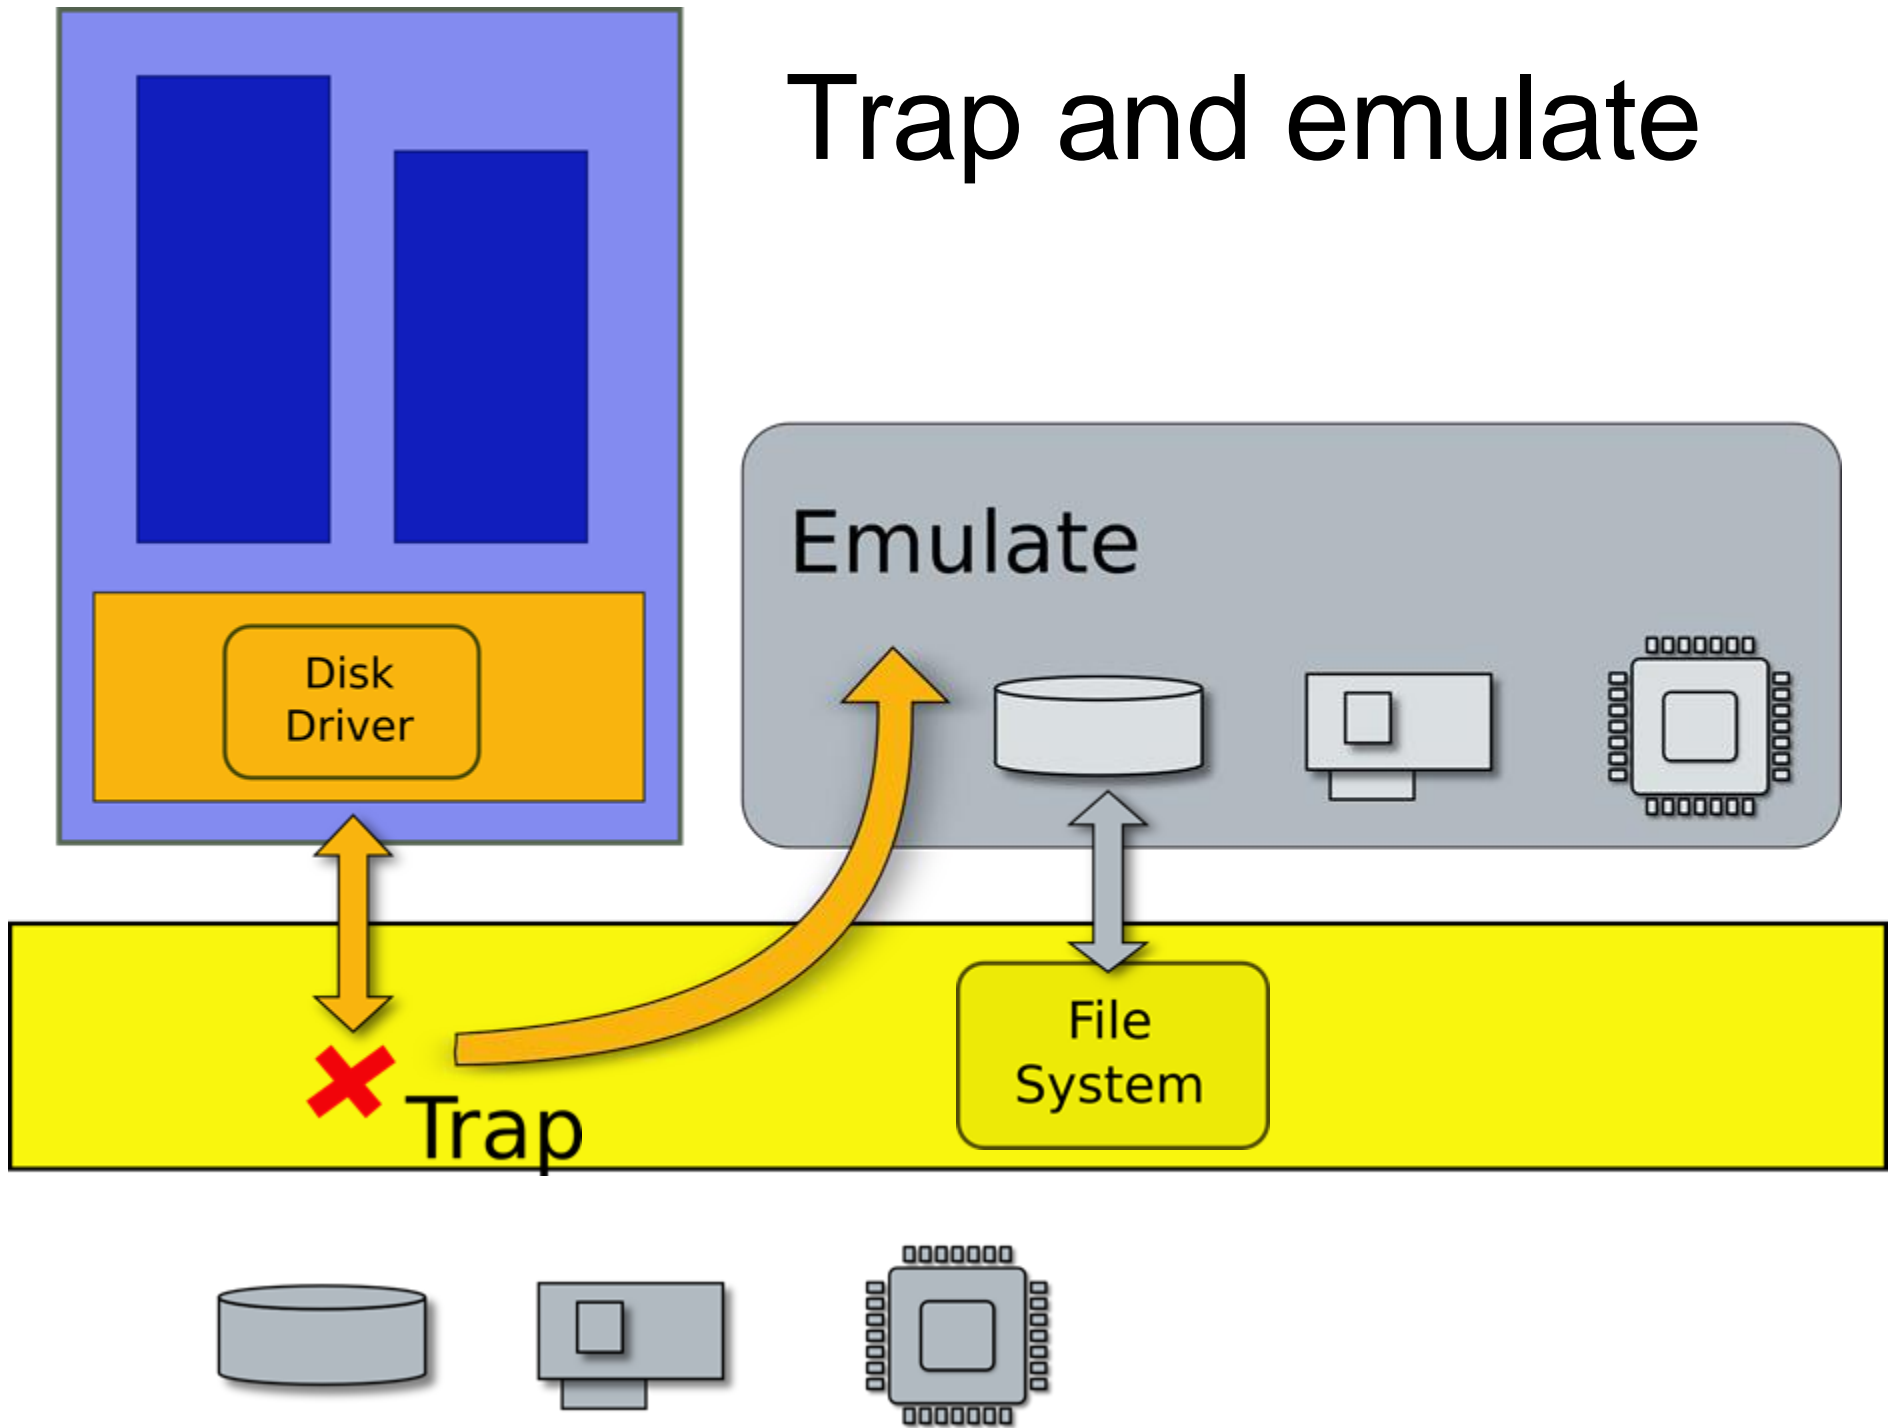 Trap and emulate
Emulate
Disk
Driver
File
System
Trap